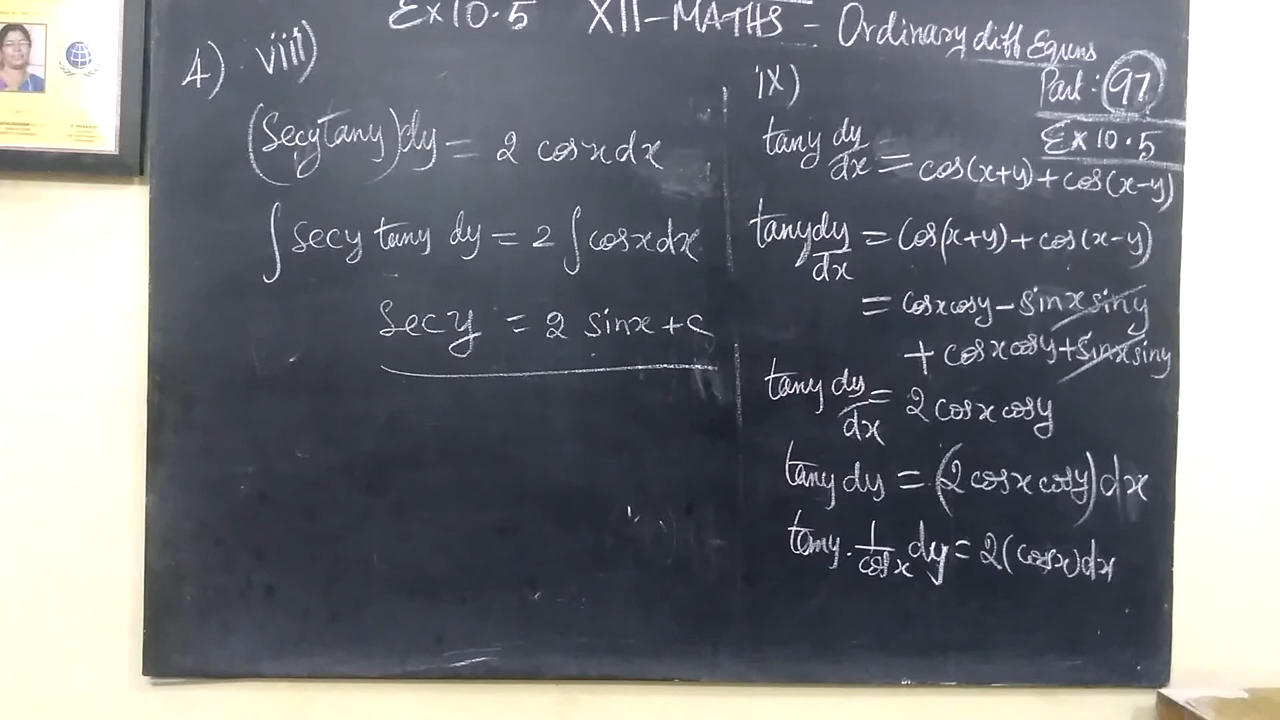 Ex 10.5 XII-MATHS - Ordinary diff Equns
Part: 97
Ex 10.5
4) viii)
(Secy tany)dy = 2 cosx dx
∫ secy tany dy = 2 ∫ cosx dx
Secy = 2 sinx + c
ix)
tany dy/dx = cos(x+y) + cos(x-y)
tany dy/dx = Cos(x+y) + cos(x-y)
= cosx cosy - sinx siny
+ cosx cosy + sinx siny
tany dy/dx = 2 cosx cosy
tany dy = (2 cosx cosy) dx
tany. 1/cosx dy = 2(cosx)dx